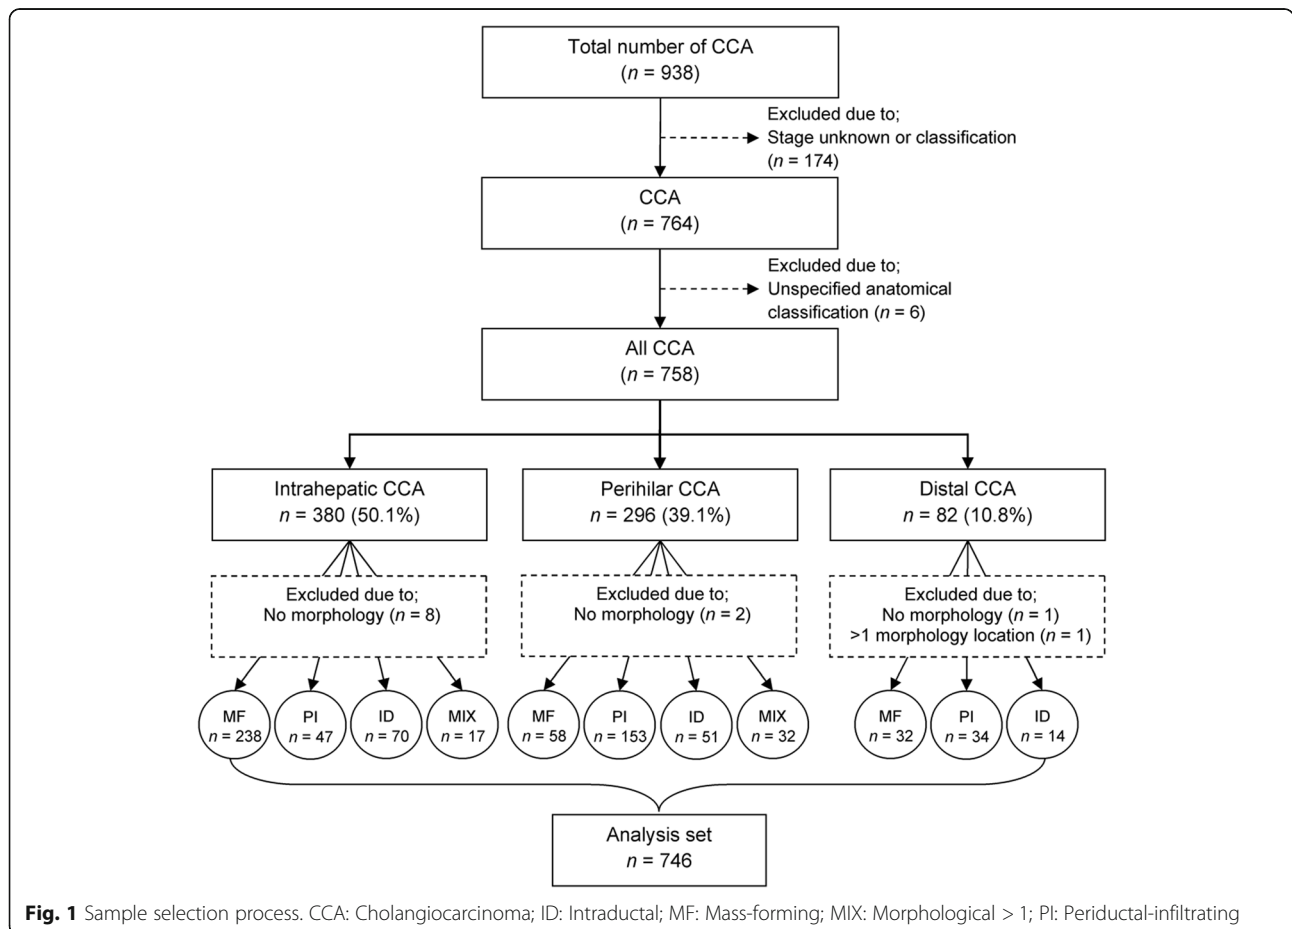 Total number of CCA
(n = 938)
Excluded due to;
Stage unknown or classification
(n = 174)
CCA
(n = 764)
Excluded due to;
Unspecified anatomical
classification (n = 6)
All CCA
(n = 758)
Intrahepatic CCA
n = 380 (50.1%)
Perihilar CCA
n = 296 (39.1%)
Distal CCA
n = 82 (10.8%)
Excluded due to;
No morphology (n = 8)
Excluded due to;
No morphology (n = 2)
Excluded due to;
No morphology (n = 1)
>1 morphology location (n = 1)
MF
n = 238
PI
n = 47
ID
n = 70
MIX
n = 17
MF
n = 58
PI
n = 153
ID
n = 51
MIX
n = 32
MF
n = 32
PI
n = 34
ID
n = 14
Analysis set
n = 746
Fig. 1 Sample selection process. CCA: Cholangiocarcinoma; ID: Intraductal; MF: Mass-forming; MIX: Morphological > 1; PI: Periductal-infiltrating